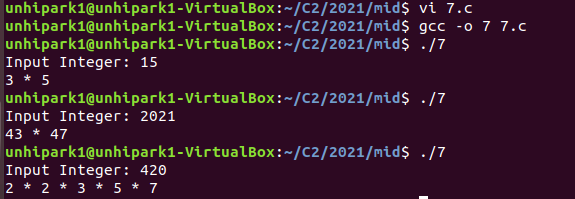 unhipark1@unhipark1-VirtualBox:~/C2/2021/mid$ vi 7.c
unhipark1@unhipark1-VirtualBox:~/C2/2021/mid$ gcc -o 7 7.c
unhipark1@unhipark1-VirtualBox:~/C2/2021/mid$ ./7
Input Integer: 15
3 * 5
unhipark1@unhipark1-VirtualBox:~/C2/2021/mid$ ./7
Input Integer: 2021
43 * 47
unhipark1@unhipark1-VirtualBox:~/C2/2021/mid$ ./7
Input Integer: 420
2 * 2 * 3 * 5 * 7